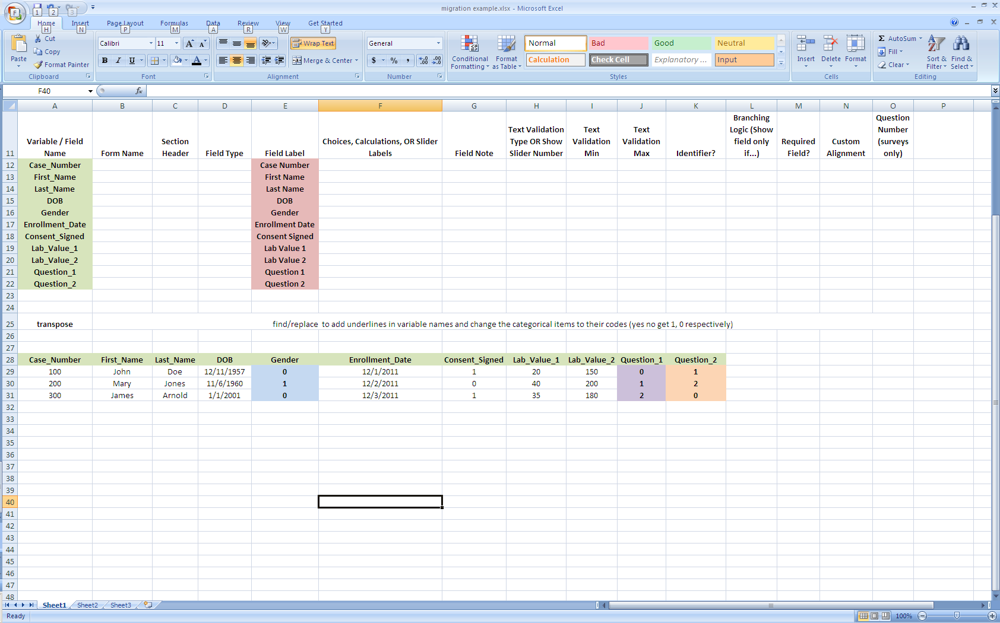 migration example.xlsx - Microsoft Excel
F 1 2 3
Home Insert Page Layout Formulas Data Review View Get Started
H N P M A R W Y
Paste Cut Copy Format Painter
Clipboard
Calibri 11 A A
B I U A
Font
Wrap Text
Merge & Center
Alignment
General
$ % ,
Number
Conditional Formatting Format as Table
Normal Bad Good Neutral
Calculation Check Cell Explanatory ... Input
Styles
Insert Delete Format
Cells
Σ AutoSum Fill Clear
Sort & Filter Find & Select
Editing
F40 fx
A B C D E F G H I J K L M N O P
11 Variable / Field Name Form Name Section Header Field Type Field Label Choices, Calculations, OR Slider Labels Field Note Text Validation Type OR Show Slider Number Text Validation Min Text Validation Max Identifier? Branching Logic (Show field only if...) Required Field? Custom Alignment Question Number (surveys only)
12 Case_Number Case Number
13 First_Name First Name
14 Last_Name Last Name
15 DOB DOB
16 Gender Gender
17 Enrollment_Date Enrollment Date
18 Consent_Signed Consent Signed
19 Lab_Value_1 Lab Value 1
20 Lab_Value_2 Lab Value 2
21 Question_1 Question 1
22 Question_2 Question 2
23
24
25 transpose find/replace to add underlines in variable names and change the categorical items to their codes (yes no get 1, 0 respectively)
26
27
28 Case_Number First_Name Last_Name DOB Gender Enrollment_Date Consent_Signed Lab_Value_1 Lab_Value_2 Question_1 Question_2
29 100 John Doe 12/11/1957 0 12/1/2011 1 20 150 0 1
30 200 Mary Jones 11/6/1960 1 12/2/2011 0 40 200 1 2
31 300 James Arnold 1/1/2001 0 12/3/2011 1 35 180 2 0
32
33
34
35
36
37
38
39
40
41
42
43
44
45
46
47
48
Sheet1 Sheet2 Sheet3
Ready 100%